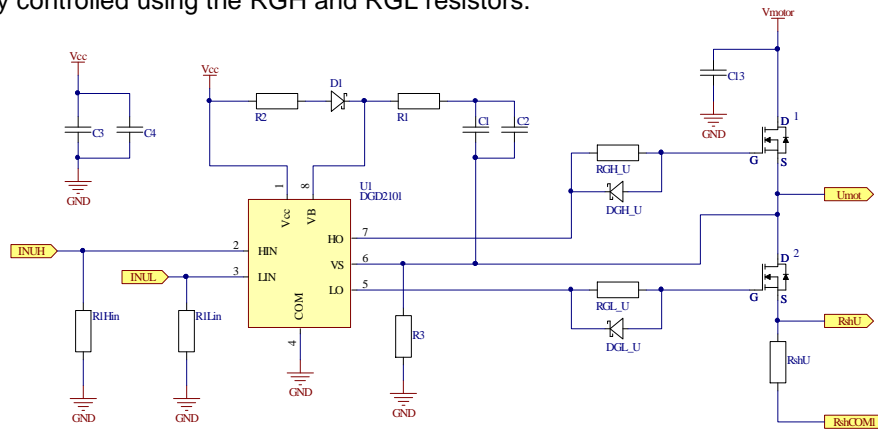 y controlled using the RGH and RGL resistors.
Vmotor
Vcc
Vcc
C13
D1
R2
R1
C3
C4
C1
C2
GND
D 1
G
S
RGH_U
DGH_U
GND
1
8
U1
DGD2101
Vcc
VB
Umot
INUH
2
HIN
HO
7
INUL
3
LIN
VS
6
LO
5
COM
4
D 2
G
S
RGL_U
DGL_U
R1Hin
R1Lin
R3
RshU
RshU
GND
GND
GND
GND
RshCOM1